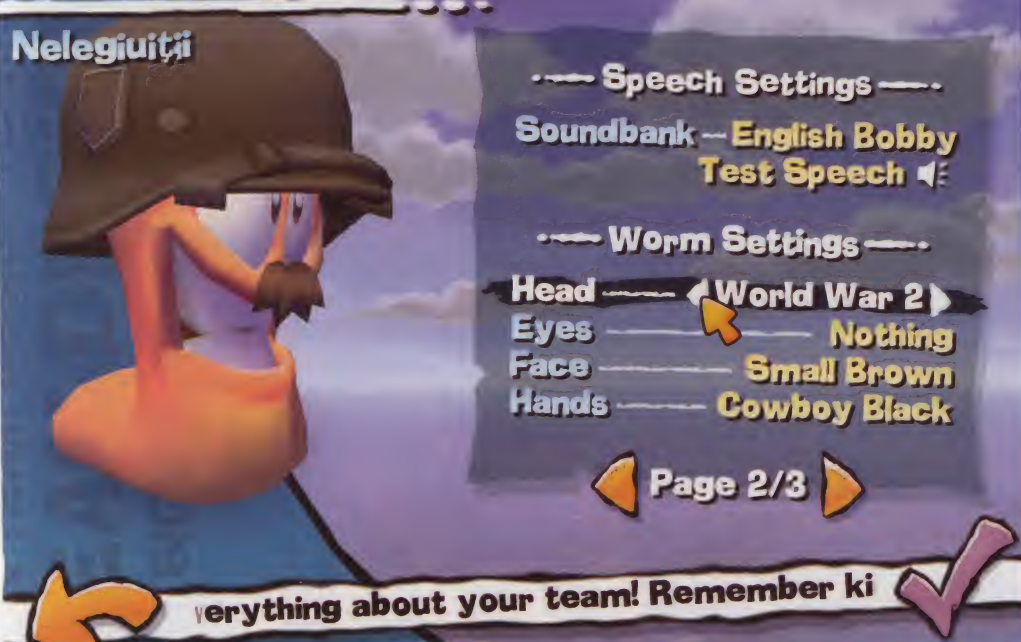 Nelegiuiții
Speech Settings
Soundbank English Bobby
Test Speech
Worm Settings
Head World War 2
Eyes Nothing
Face Small Brown
Hands Cowboy Black
Page 2/3
verything about your team! Remember ki